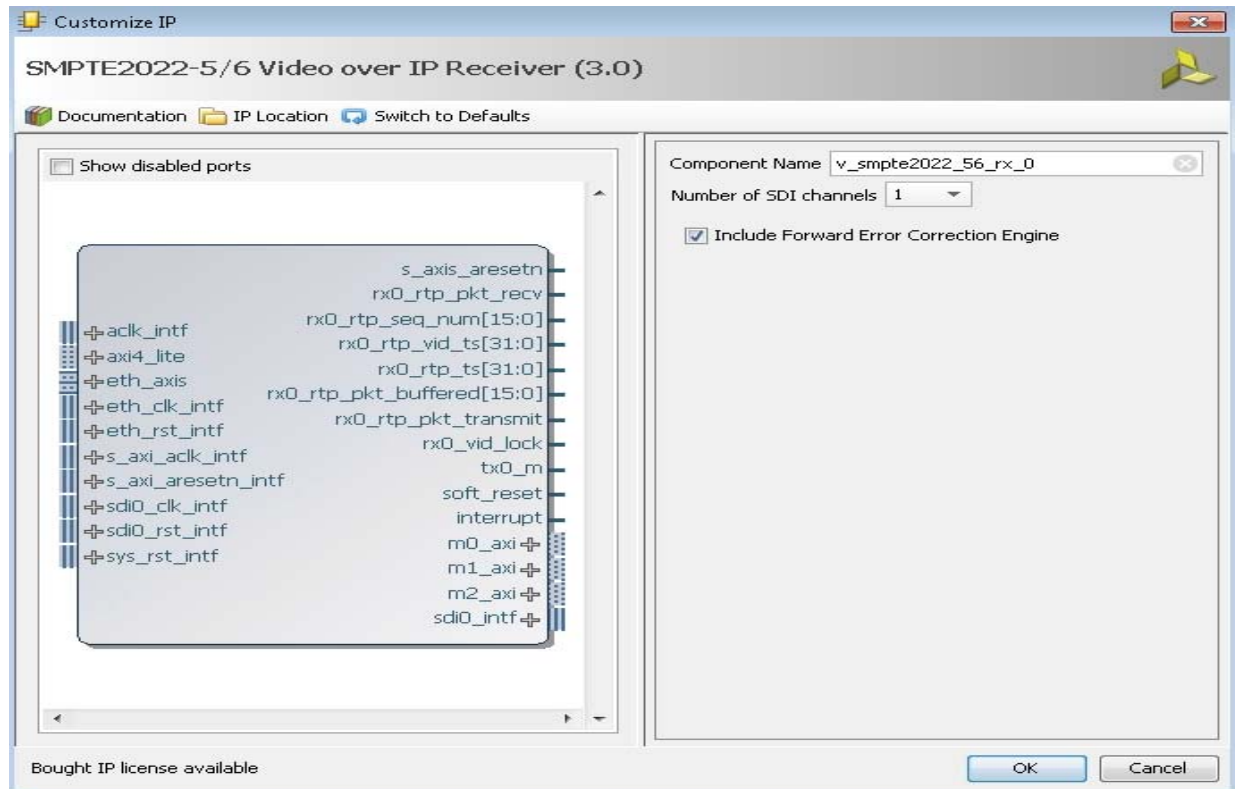 Customize IP
SMPTE2022-5/6 Video over IP Receiver (3.0)
Documentation IP Location Switch to Defaults
Show disabled ports
aclk_intf
axi4_lite
eth_axis
eth_clk_intf
eth_rst_intf
s_axi_aclk_intf
s_axi_aresetn_intf
sdi0_clk_intf
sdi0_rst_intf
sys_rst_intf
s_axis_aresetn
rx0_rtp_pkt_recv
rx0_rtp_seq_num[15:0]
rx0_rtp_vid_ts[31:0]
rx0_rtp_ts[31:0]
rx0_rtp_pkt_buffered[15:0]
rx0_rtp_pkt_transmit
rx0_vid_lock
tx0_m
soft_reset
interrupt
m0_axi
m1_axi
m2_axi
sdi0_intf
Component Name v_smpte2022_56_rx_0
Number of SDI channels 1
Include Forward Error Correction Engine
Bought IP license available
OK Cancel